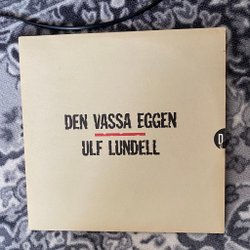 DEN VASSA EGGEN
ULF LUNDELL
D